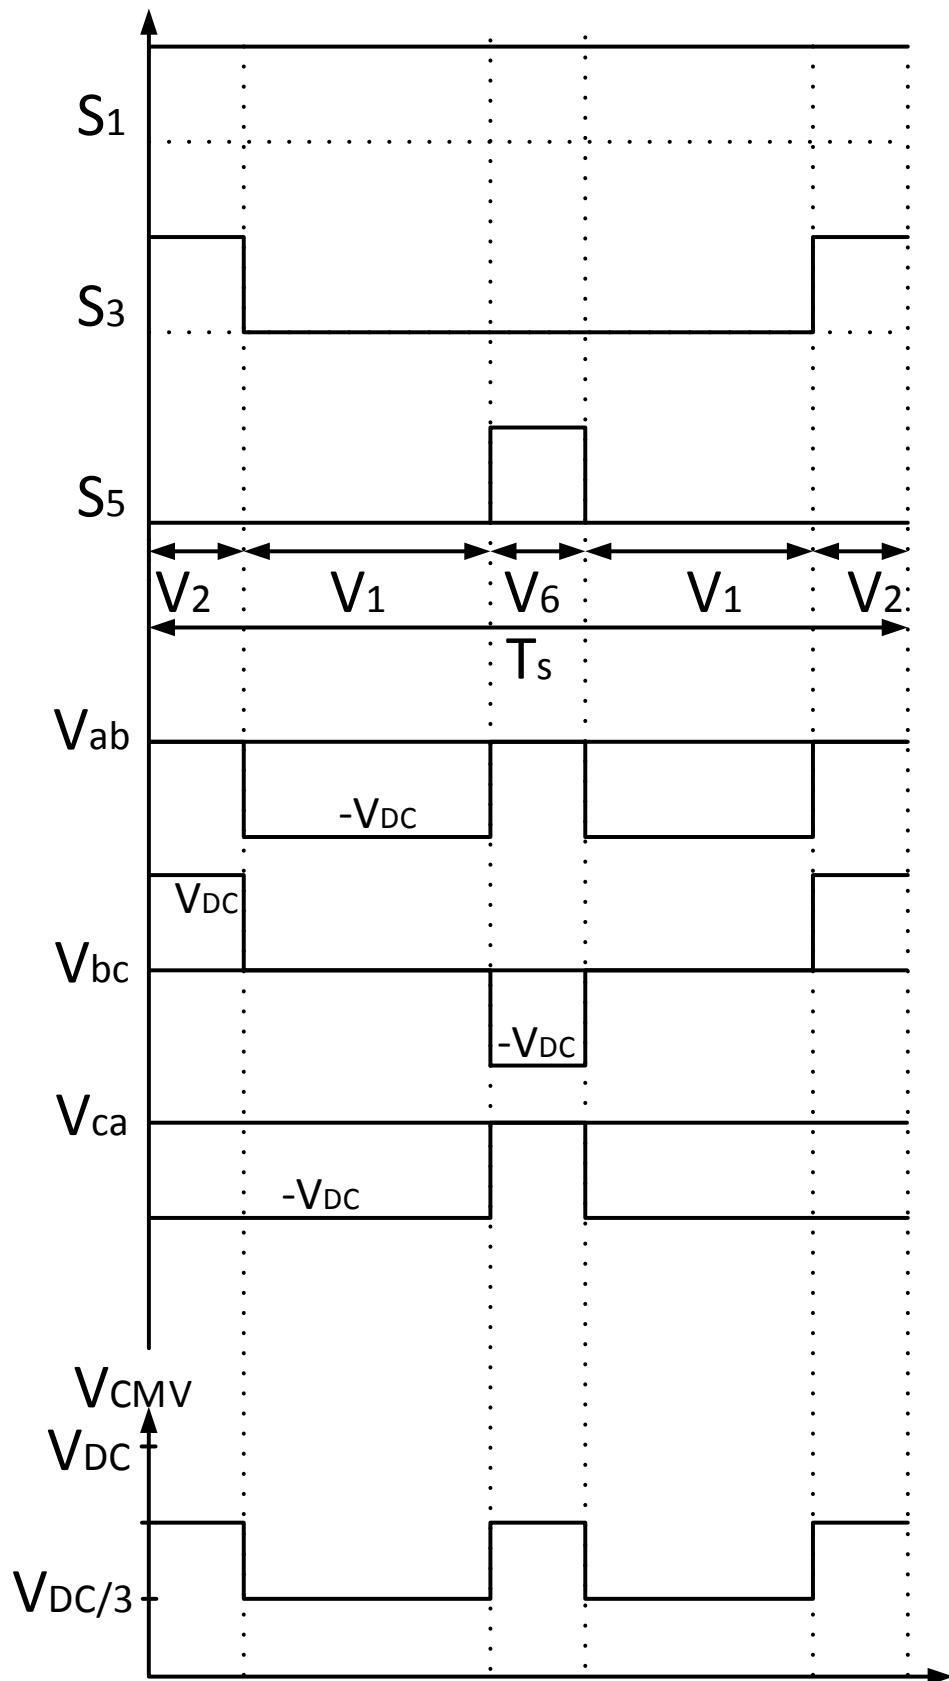 S1
S3
S5
V2 V1 V6 V1 V2
Ts
Vab
-VDC
VDC
Vbc
-VDC
Vca
-VDC
VCMV
VDC
VDC/3